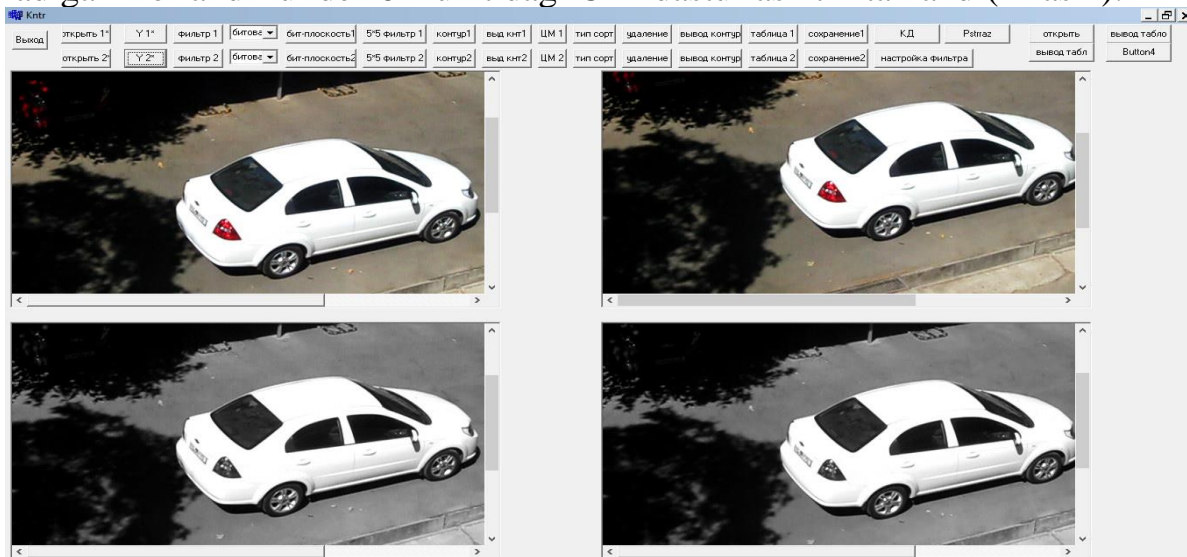 Kntr
Выход
открыть 1" Y 1" фильтр 1 битова бит-плоскость1 5*5 фильтр 1 контур1 выд кнт1 ЦМ 1 тип сорт удаление вывод контур таблица 1 сохранение1 КД Pstrraz открыть вывод табло
открыть 2" Y 2" фильтр 2 битова бит-плоскость2 5*5 фильтр 2 контур2 выд кнт2 ЦМ 2 тип сорт удаление вывод контур таблица 2 сохранение2 настройка фильтра вывод табл Button4